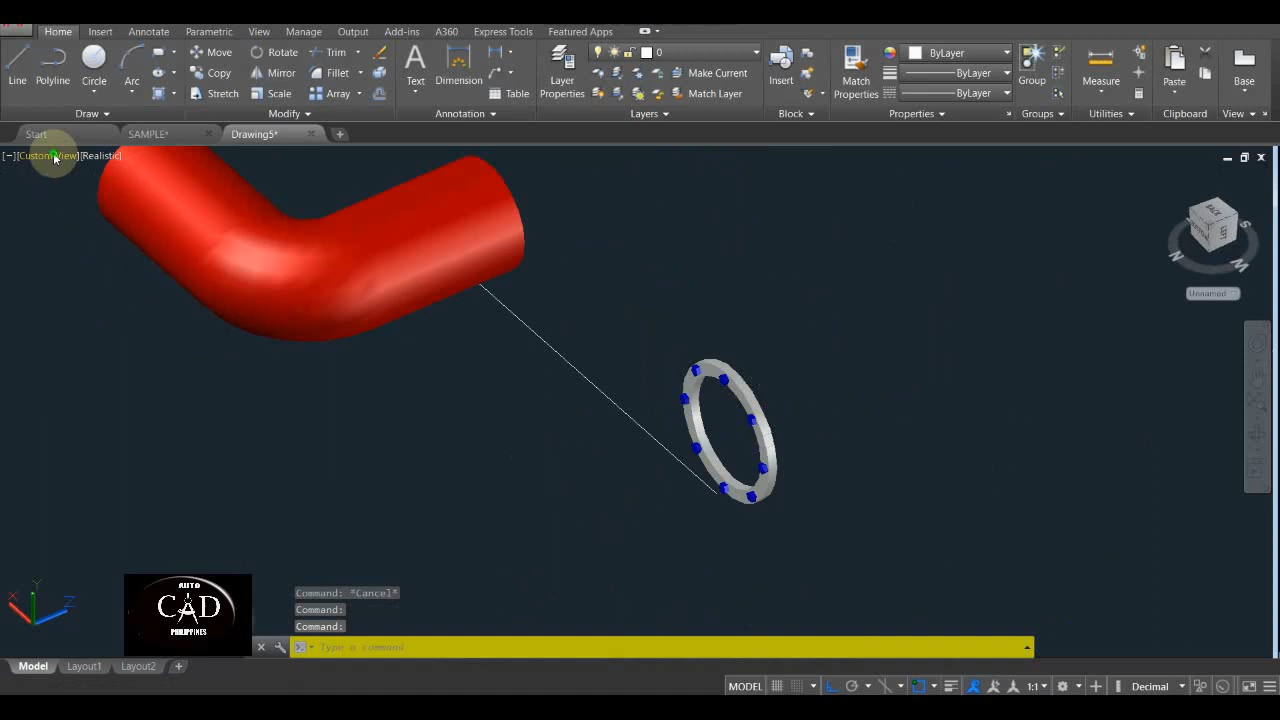 Home Insert Annotate Parametric View Manage Output Add-ins A360 Express Tools Featured Apps
Line Polyline Circle Arc
Move Rotate Trim
Copy Mirror Fillet
Stretch Scale Array
Text Dimension Table
Layer Properties
0
Make Current
Match Layer
Insert
Match Properties
ByLayer
ByLayer
ByLayer
Group
Measure
Paste
Base
Draw Modify Annotation Layers Block Properties Groups Utilities Clipboard View
Start SAMPLE* Drawing5*
[−][Custom View][Realistic]
BACK
LEFT
BOTTOM
N
W
S
Unnamed
X
Y
Z
AUTO
CAD
PHILIPPINES
Command: *Cancel*
Command:
Command:
Type a command
Model Layout1 Layout2
MODEL 1:1 Decimal